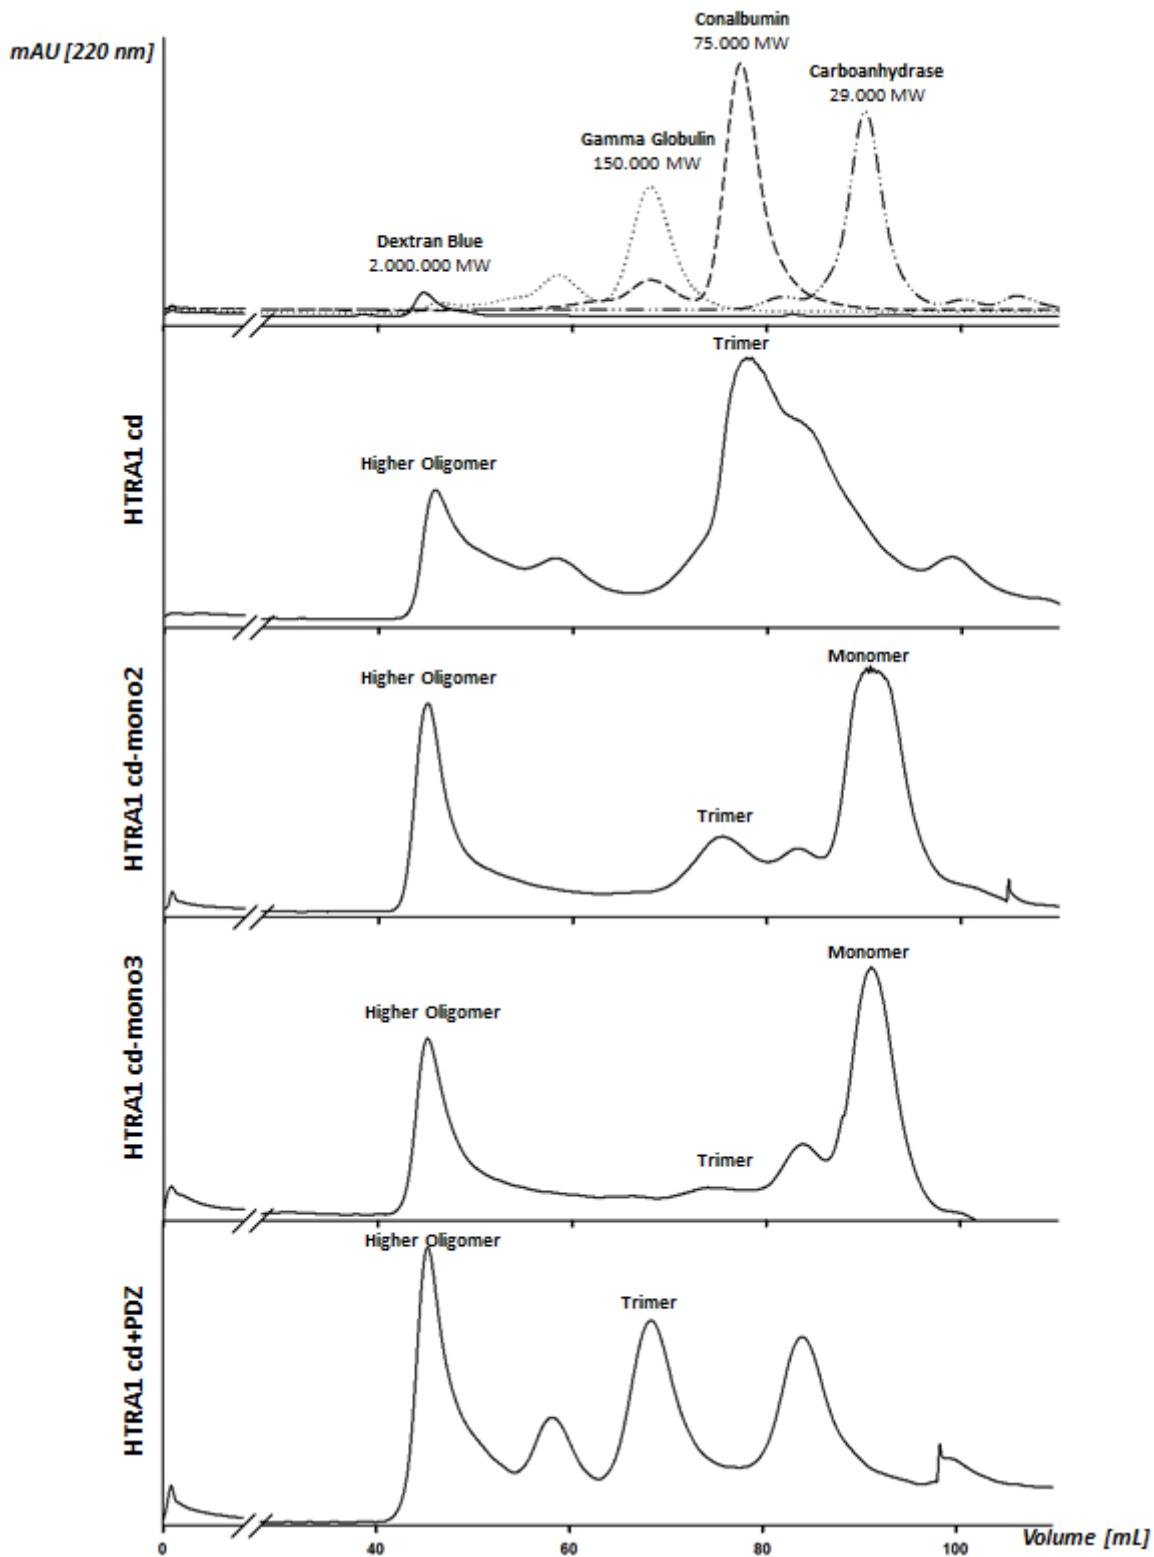 Conalbumin
75.000 MW
mAU [220 nm]
Carboanhydrase
29.000 MW
Gamma Globulin
150.000 MW
Dextran Blue
2.000.000 MW
HTRA1 cd
Trimer
Higher Oligomer
HTRA1 cd-mono2
Monomer
Higher Oligomer
Trimer
HTRA1 cd-mono3
Monomer
Higher Oligomer
Trimer
HTRA1 cd+PDZ
Higher Oligomer
Trimer
0 40 60 80 100
Volume [mL]